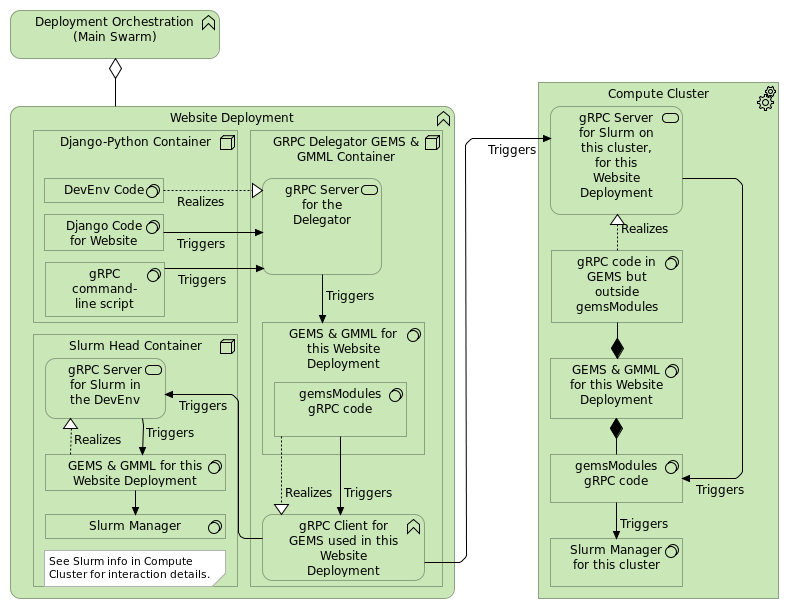 Deployment Orchestration
(Main Swarm)
Website Deployment
Django-Python Container
DevEnv Code
Realizes
Django Code
for Website
Triggers
gRPC
command-
line script
Triggers
GRPC Delegator GEMS &
GMML Container
gRPC Server
for the
Delegator
Triggers
GEMS & GMML for
this Website
Deployment
gemsModules
gRPC code
Realizes
Triggers
gRPC Client for
GEMS used in this
Website
Deployment
Slurm Head Container
gRPC Server
for Slurm in
the DevEnv
Triggers
Realizes
Triggers
GEMS & GMML for this
Website Deployment
Slurm Manager
See Slurm info in Compute
Cluster for interaction details.
Triggers
Compute Cluster
gRPC Server
for Slurm on
this cluster,
for this
Website
Deployment
Realizes
gRPC code in
GEMS but
outside
gemsModules
GEMS & GMML
for this Website
Deployment
gemsModules
gRPC code
Triggers
Triggers
Slurm Manager
for this cluster